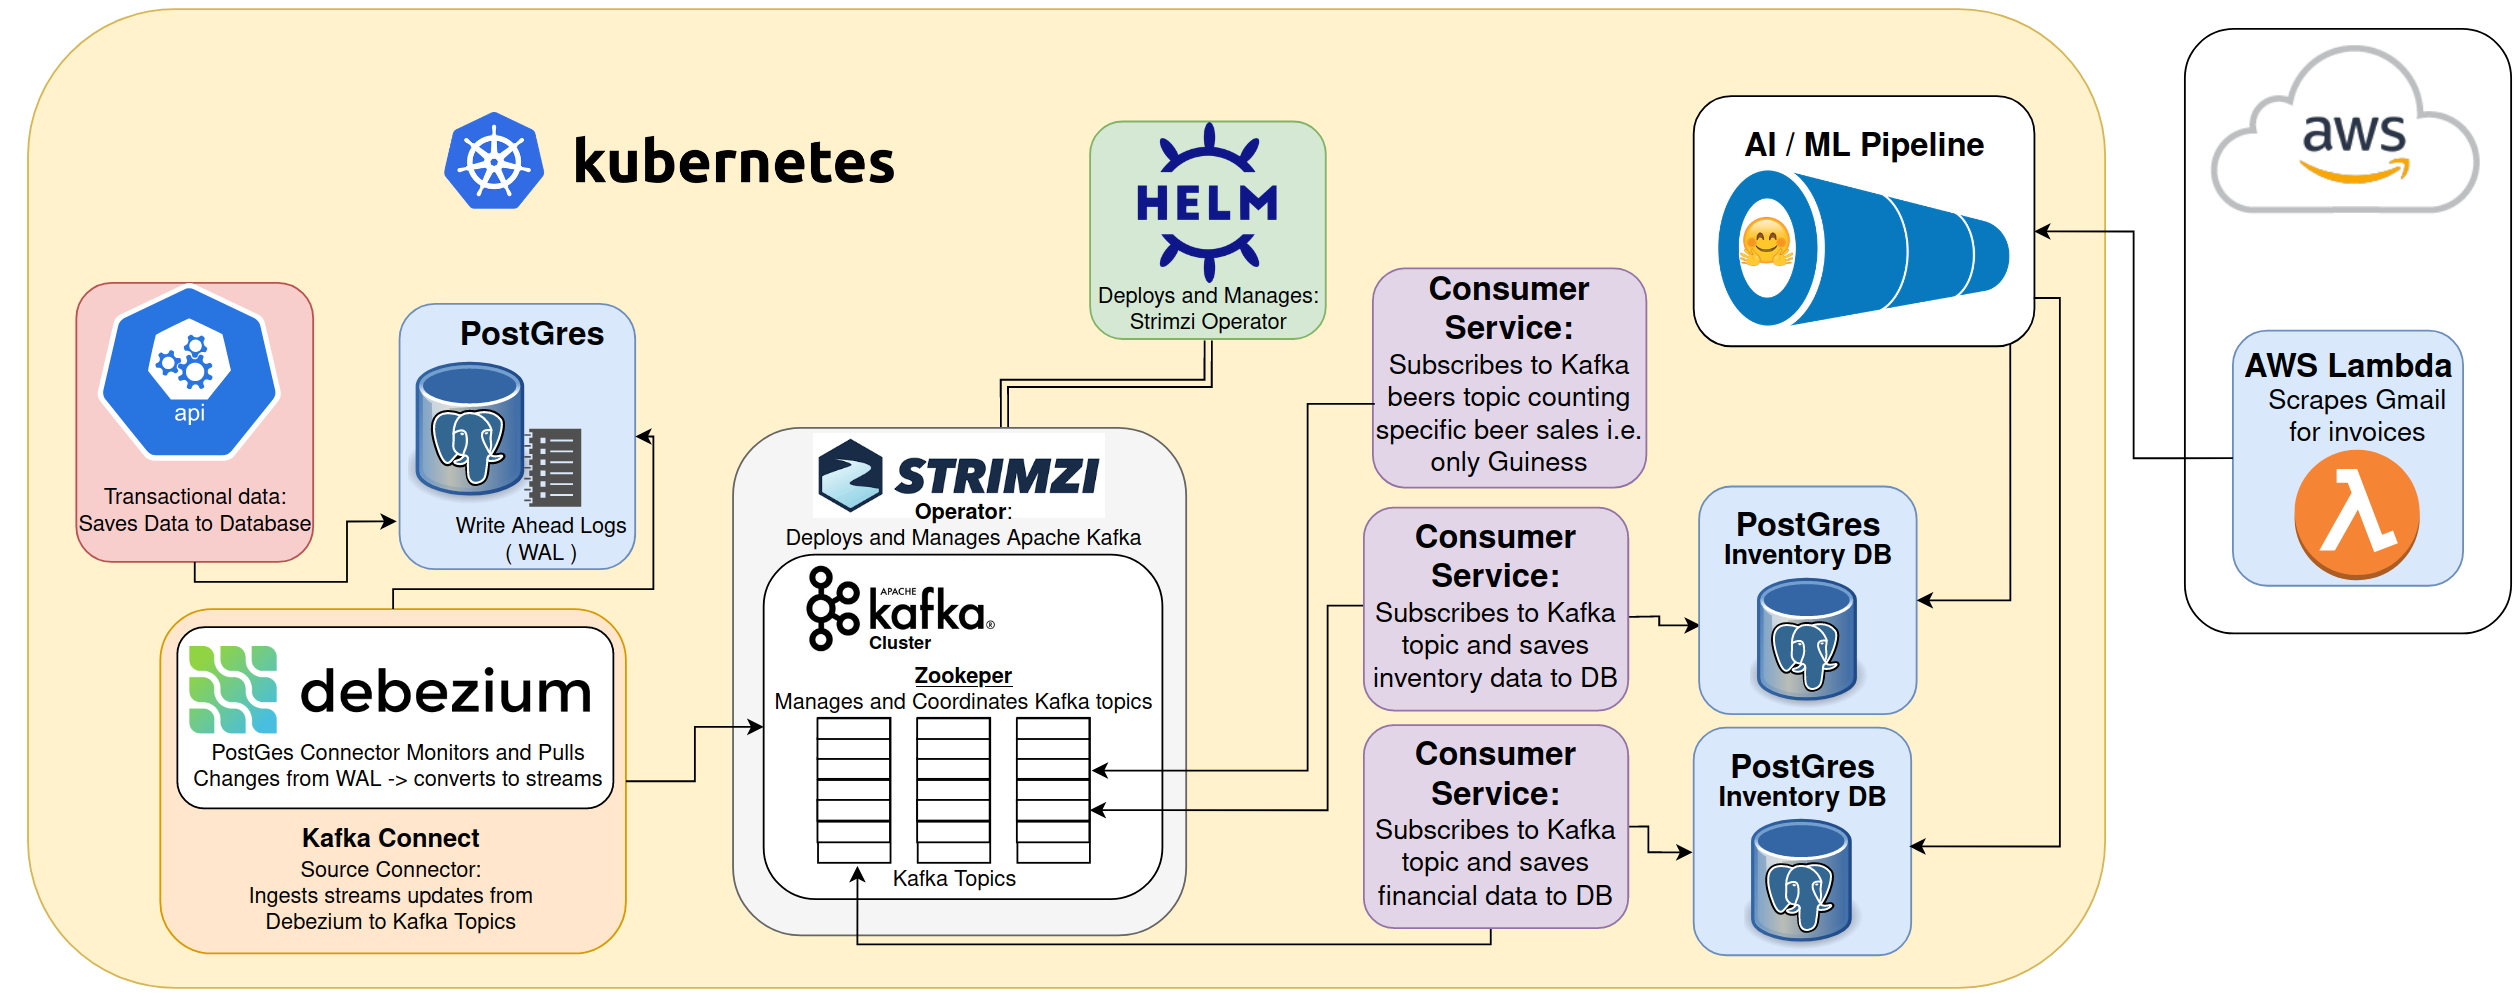 kubernetes
api
Transactional data:
Saves Data to Database
PostGres
Write Ahead Logs
( WAL )
debezium
PostGes Connector Monitors and Pulls
Changes from WAL -> converts to streams
Kafka Connect
Source Connector:
Ingests streams updates from
Debezium to Kafka Topics
HELM
Deploys and Manages:
Strimzi Operator
STRIMZI
Operator:
Deploys and Manages Apache Kafka
APACHE
kafka®
Cluster
Zookeper
Manages and Coordinates Kafka topics
Kafka Topics
Consumer
Service:
Subscribes to Kafka
beers topic counting
specific beer sales i.e.
only Guiness
Consumer
Service:
Subscribes to Kafka
topic and saves
inventory data to DB
Consumer
Service:
Subscribes to Kafka
topic and saves
financial data to DB
AI / ML Pipeline
PostGres
Inventory DB
PostGres
Inventory DB
aws
AWS Lambda
Scrapes Gmail
for invoices